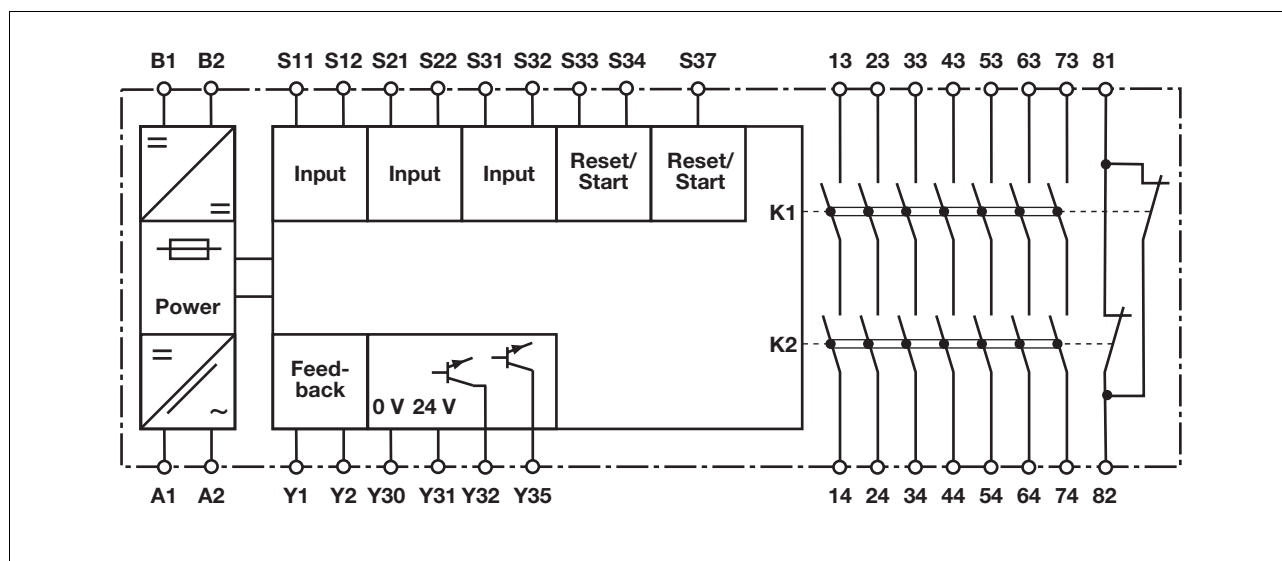 B1 B2 S11 S12 S21 S22 S31 S32 S33 S34 S37 13 23 33 43 53 63 73 81
=
=
Input Input Input Reset/ Reset/
Start Start
K1
Power
K2
=
~
Feed-
back
0 V 24 V
A1 A2 Y1 Y2 Y30 Y31 Y32 Y35 14 24 34 44 54 64 74 82